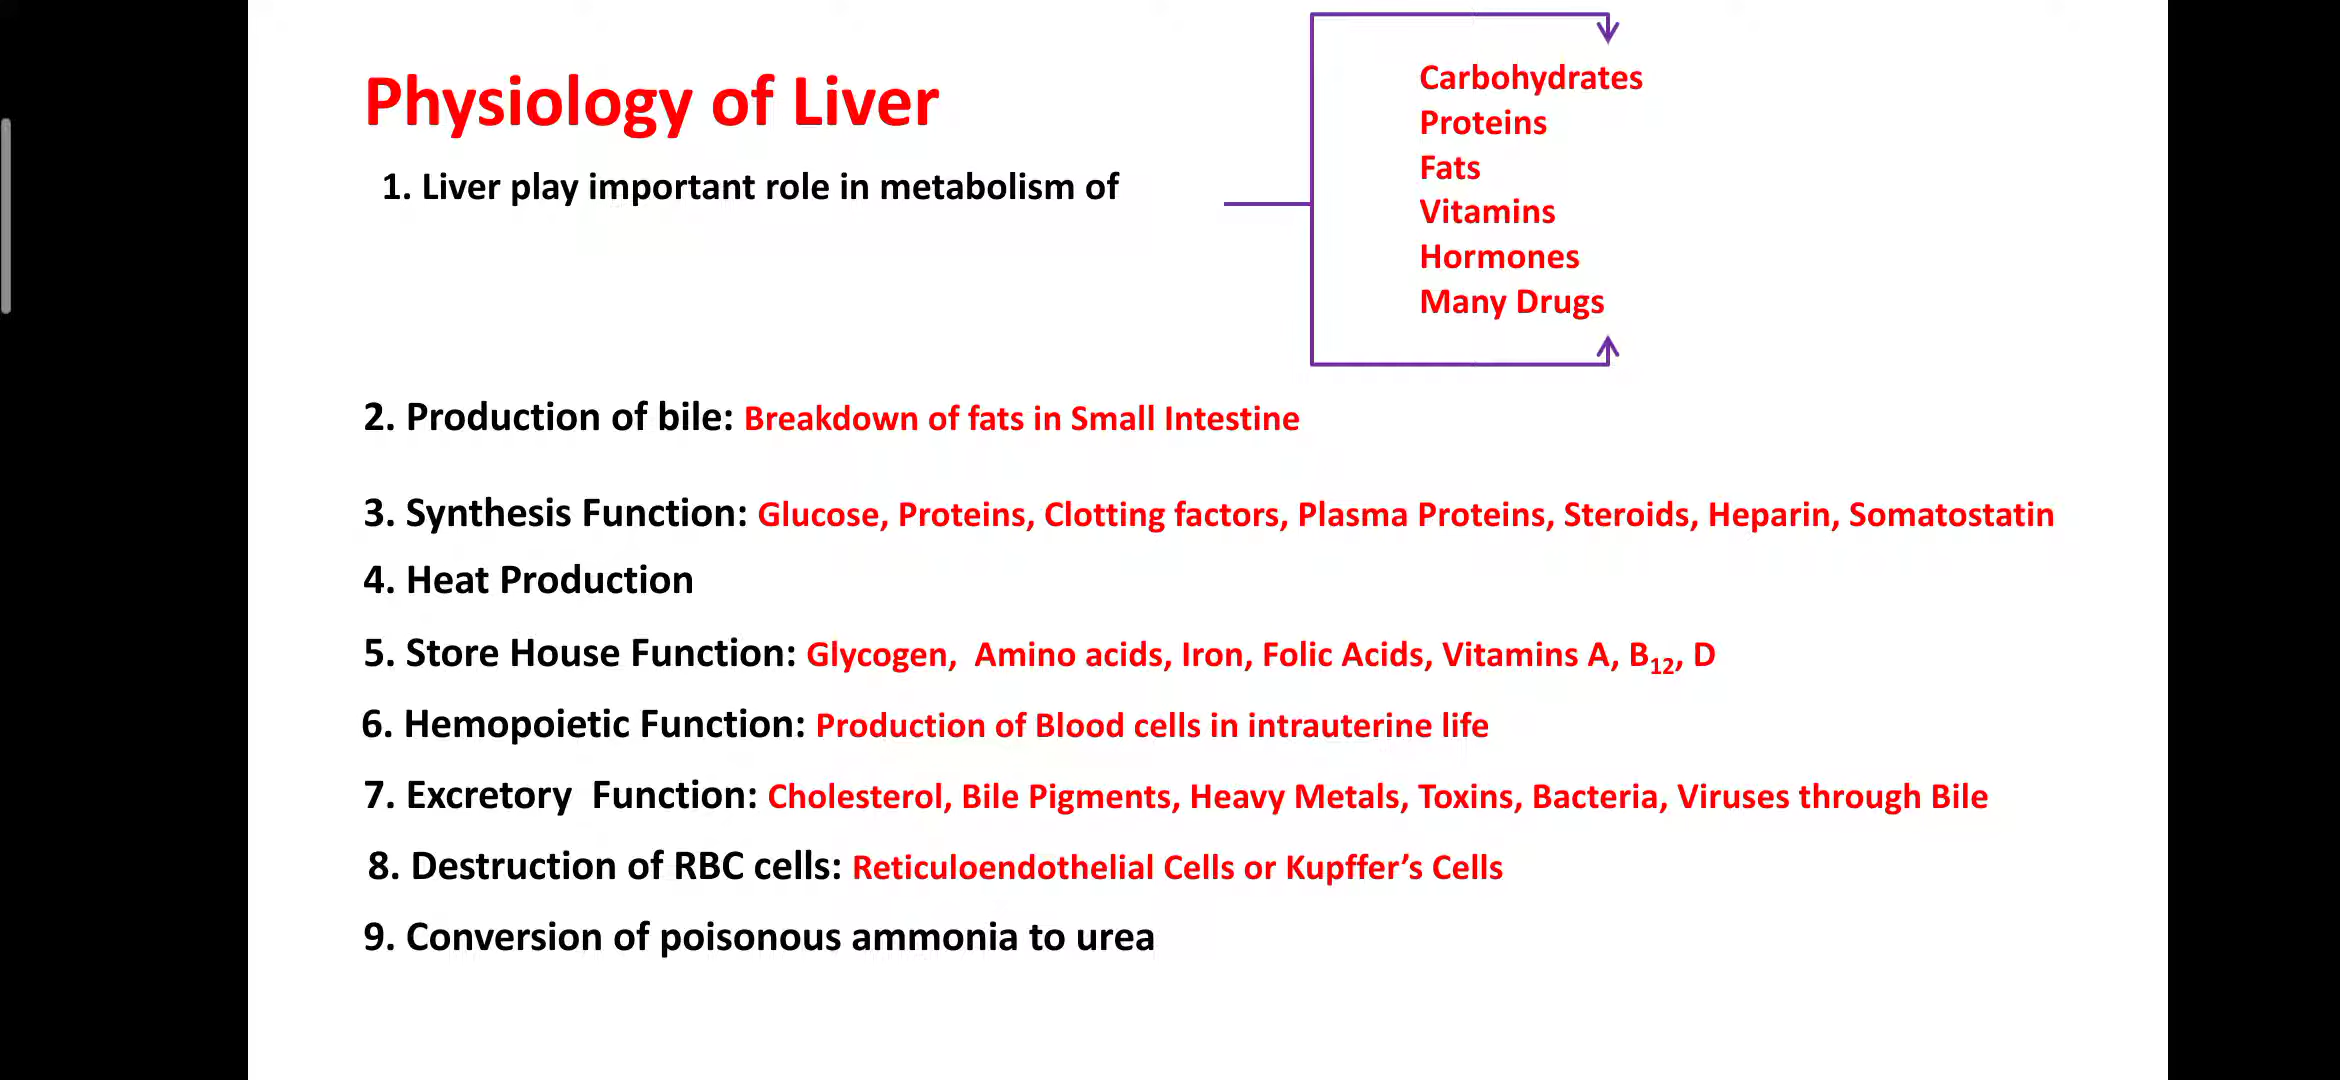 Physiology of Liver
1. Liver play important role in metabolism of
Carbohydrates
Proteins
Fats
Vitamins
Hormones
Many Drugs
2. Production of bile: Breakdown of fats in Small Intestine
3. Synthesis Function: Glucose, Proteins, Clotting factors, Plasma Proteins, Steroids, Heparin, Somatostatin
4. Heat Production
5. Store House Function: Glycogen,  Amino acids, Iron, Folic Acids, Vitamins A, B₁₂, D
6. Hemopoietic Function: Production of Blood cells in intrauterine life
7. Excretory  Function: Cholesterol, Bile Pigments, Heavy Metals, Toxins, Bacteria, Viruses through Bile
8. Destruction of RBC cells: Reticuloendothelial Cells or Kupffer’s Cells
9. Conversion of poisonous ammonia to urea